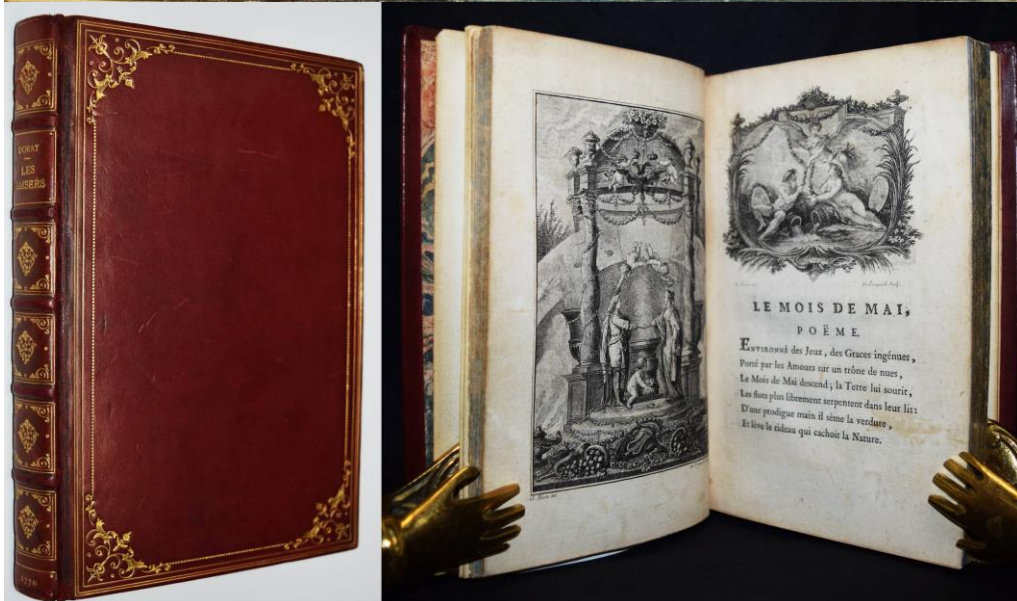 DORAT
LES
BAISERS
1770
LE MOIS DE MAI,
POËME.
ENVIRONNÉ des Jeux, des Graces ingénues,
Porté par les Amours sur un trône de nues,
Le Mois de Mai descend; la Terre lui sourit,
Les flots plus librement serpentent dans leur lit:
D'une prodigue main il sème la verdure,
Et lève le rideau qui cachoit la Nature.